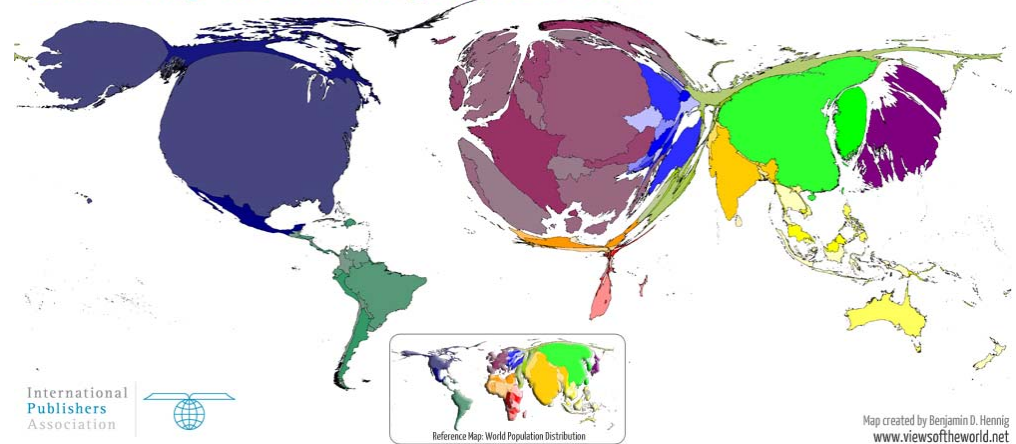 International
Publishers
Association
Reference Map: World Population Distribution
Map created by Benjamin D. Hennig
www.viewsoftheworld.net